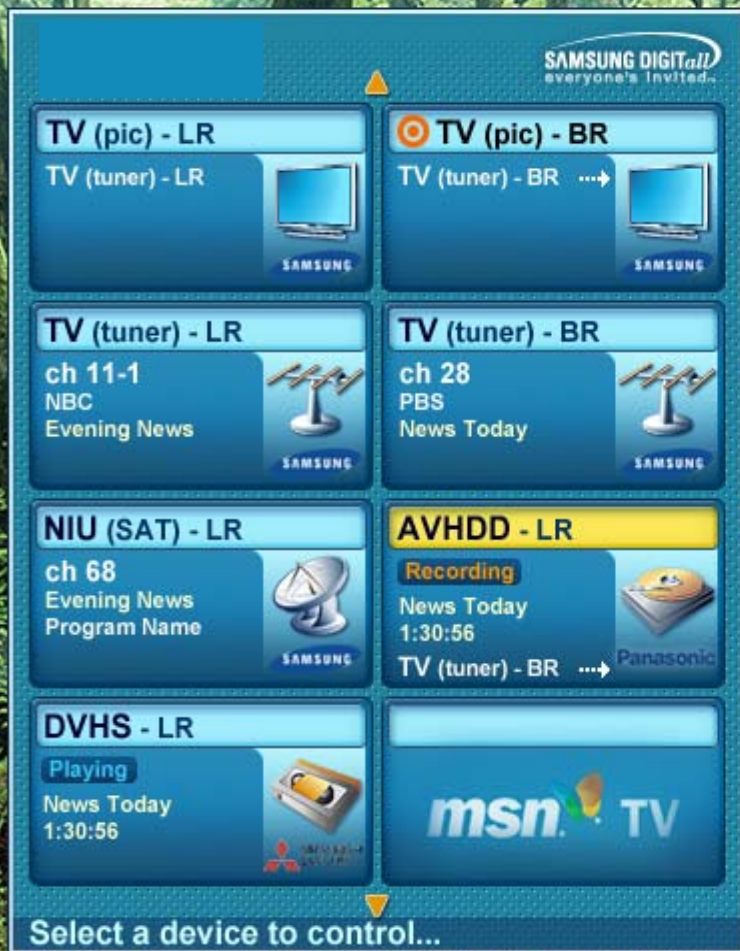 SAMSUNG DIGITall
everyone's invited™
TV (pic) - LR
TV (tuner) - LR
SAMSUNG
TV (pic) - BR
TV (tuner) - BR
SAMSUNG
TV (tuner) - LR
ch 11-1
NBC
Evening News
SAMSUNG
TV (tuner) - BR
ch 28
PBS
News Today
SAMSUNG
NIU (SAT) - LR
ch 68
Evening News
Program Name
SAMSUNG
AVHDD - LR
Recording
News Today
1:30:56
TV (tuner) - BR
Panasonic
DVHS - LR
Playing
News Today
1:30:56
msn TV
Select a device to control...